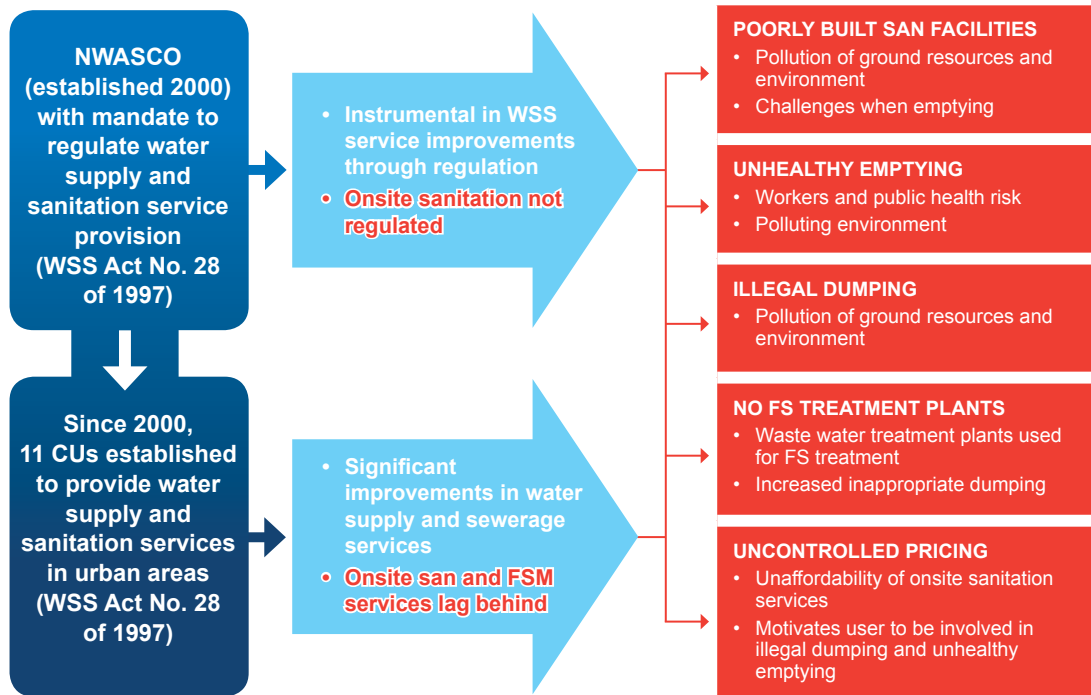 NWASCO
(established 2000)
with mandate to
regulate water
supply and
sanitation service
provision
(WSS Act No. 28
of 1997)
• Instrumental in WSS
service improvements
through regulation
• Onsite sanitation not
regulated
Since 2000,
11 CUs established
to provide water
supply and
sanitation services
in urban areas
(WSS Act No. 28
of 1997)
• Significant
improvements in water
supply and sewerage
services
• Onsite san and FSM
services lag behind
POORLY BUILT SAN FACILITIES
• Pollution of ground resources and
environment
• Challenges when emptying
UNHEALTHY EMPTYING
• Workers and public health risk
• Polluting environment
ILLEGAL DUMPING
• Pollution of ground resources and
environment
NO FS TREATMENT PLANTS
• Waste water treatment plants used
for FS treatment
• Increased inappropriate dumping
UNCONTROLLED PRICING
• Unaffordability of onsite sanitation
services
• Motivates user to be involved in
illegal dumping and unhealthy
emptying